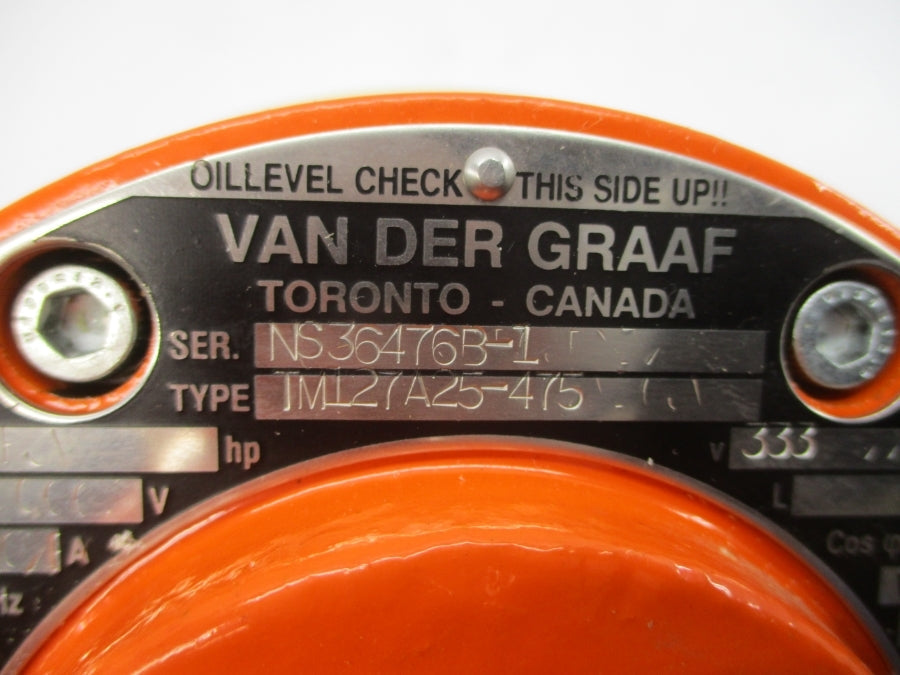 OILLEVEL CHECK THIS SIDE UP!!
VAN DER GRAAF
TORONTO - CANADA
SER. NS36476B-1
TYPE TM127A25-475
hp
v 333
V
L
A
Cos φ
Hz